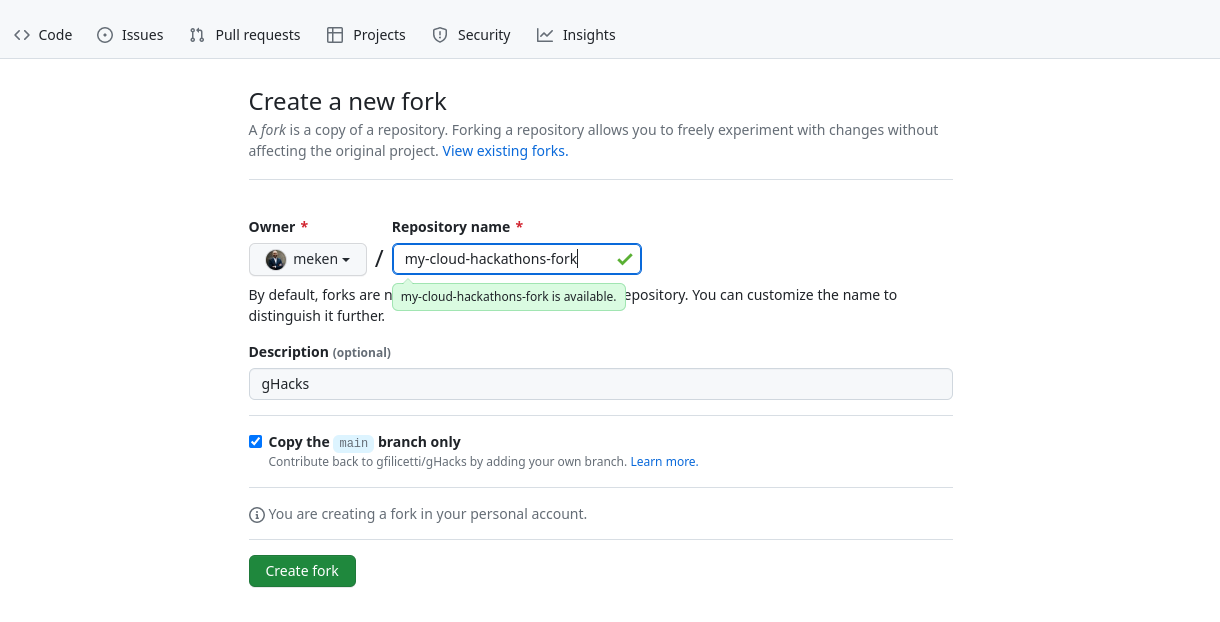 Code Issues Pull requests Projects Security Insights
Create a new fork
A fork is a copy of a repository. Forking a repository allows you to freely experiment with changes without
affecting the original project. View existing forks.
Owner * Repository name *
meken / my-cloud-hackathons-fork
By default, forks are n
my-cloud-hackathons-fork is available.
epository. You can customize the name to
distinguish it further.
Description (optional)
gHacks
Copy the main branch only
Contribute back to gfilicetti/gHacks by adding your own branch. Learn more.
You are creating a fork in your personal account.
Create fork